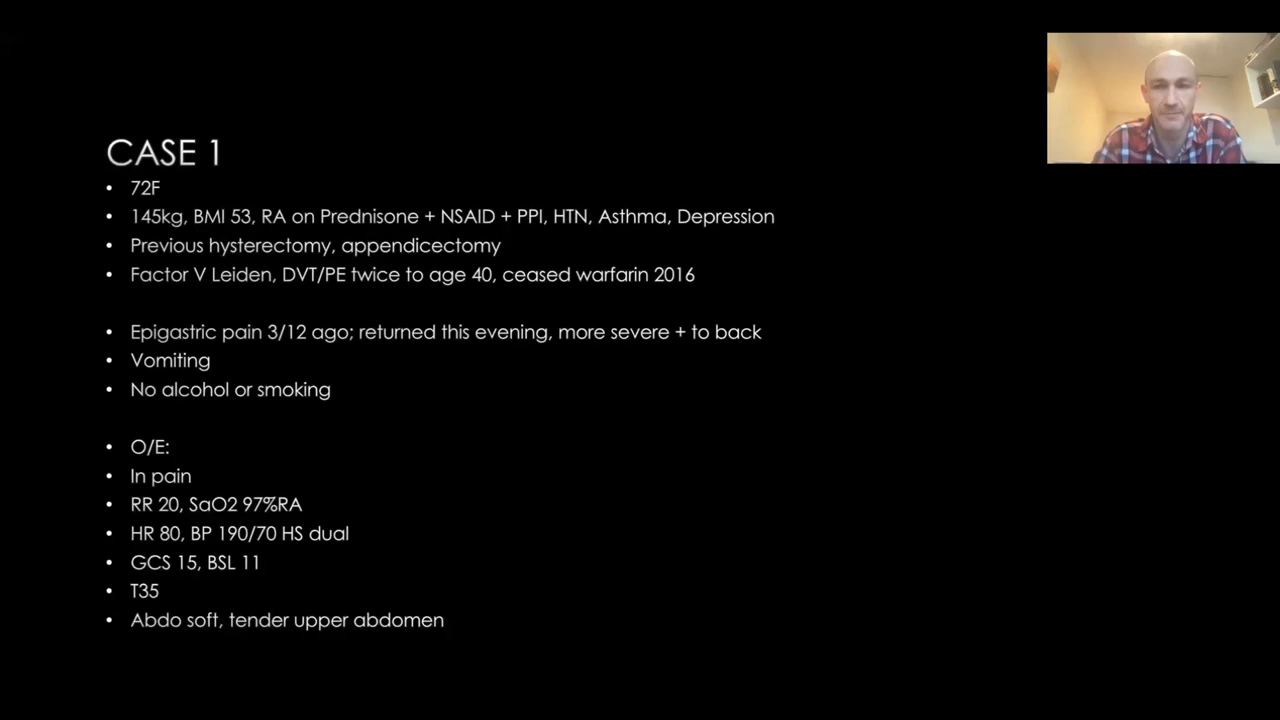 CASE 1
• 72F
• 145kg, BMI 53, RA on Prednisone + NSAID + PPI, HTN, Asthma, Depression
• Previous hysterectomy, appendicectomy
• Factor V Leiden, DVT/PE twice to age 40, ceased warfarin 2016
• Epigastric pain 3/12 ago; returned this evening, more severe + to back
• Vomiting
• No alcohol or smoking
• O/E:
• In pain
• RR 20, SaO2 97%RA
• HR 80, BP 190/70 HS dual
• GCS 15, BSL 11
• T35
• Abdo soft, tender upper abdomen